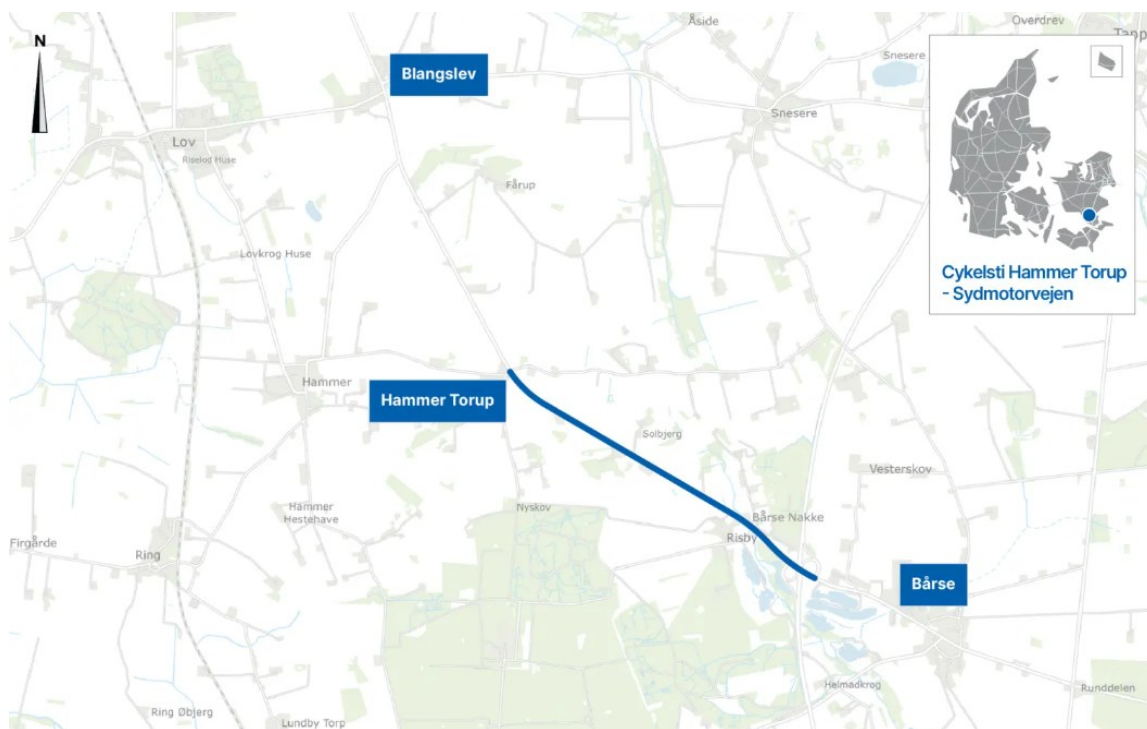 Åside
Overdrev
Tapp
N
Blangslev
Snesere
Snesere
Lov
Riselod Huse
Fårup
Lovkrog Huse
Cykelsti Hammer Torup
- Sydmotorvejen
Hammer
Hammer Torup
Solbjerg
Vesterskov
Hammer
Hestehave
Nyskov
Bårse Nakke
Risby
Firgårde
Ring
Bårse
Helmadkrog
Runddelen
Ring Øbjerg
Lundby Torp